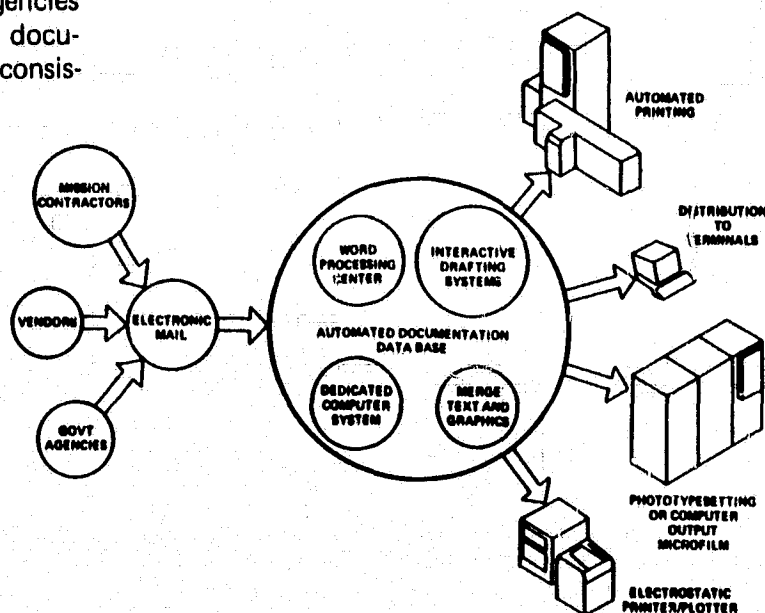 gencies
docu-
consis-
MISSION
CONTRACTORS
VENDORS
GOVT
AGENCIES
ELECTRONIC
MAIL
WORD
PROCESSING
CENTER
INTERACTIVE
DRAFTING
SYSTEMS
AUTOMATED DOCUMENTATION
DATA BASE
DEDICATED
COMPUTER
SYSTEM
MERGE
TEXT AND
GRAPHICS
AUTOMATED
PRINTING
DISTRIBUTION
TO
TERMINALS
PHOTOTYPESETTING
OR COMPUTER
OUTPUT
MICROFILM
ELECTROSTATIC
PRINTER/PLOTTER